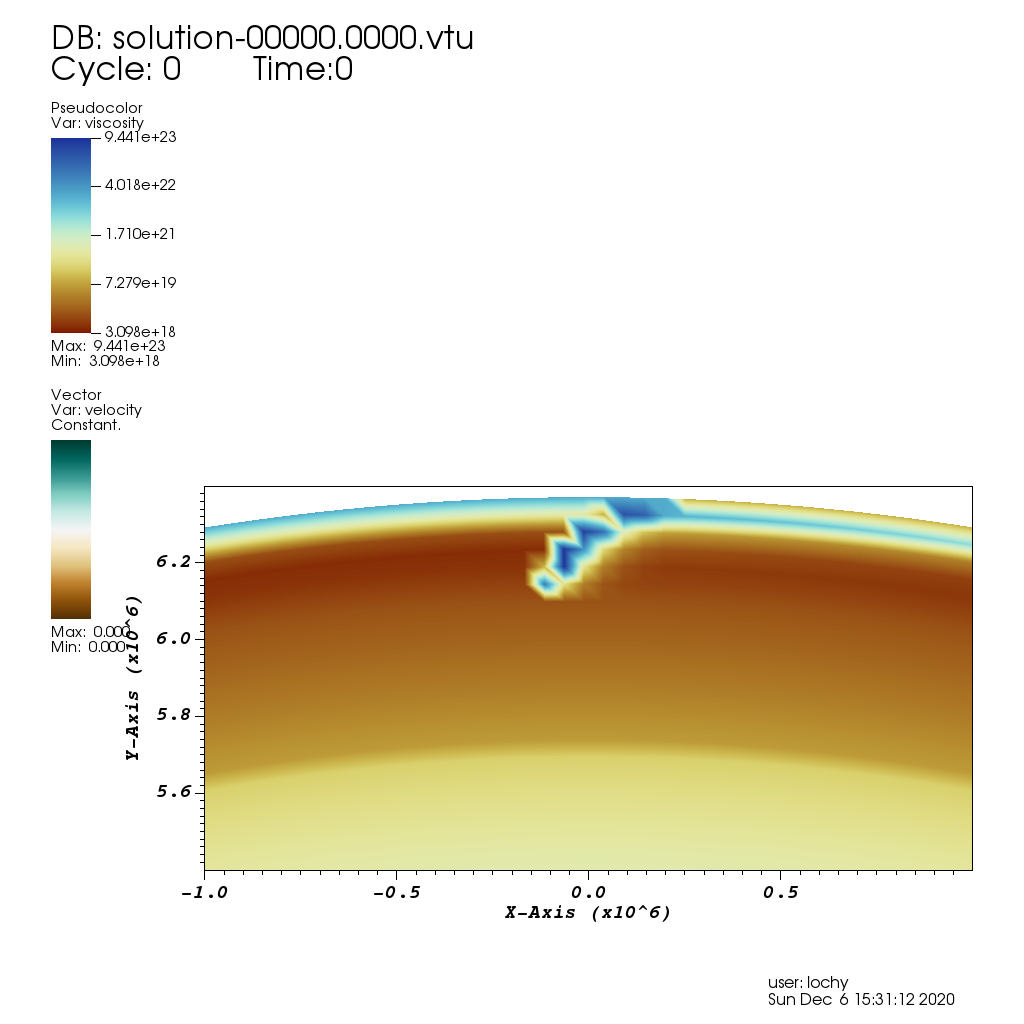 DB: solution-00000.0000.vtu
Cycle: 0 Time:0
Pseudocolor
Var: viscosity
9.441e+23
4.018e+22
1.710e+21
7.279e+19
3.098e+18
Max: 9.441e+23
Min: 3.098e+18
Vector
Var: velocity
Constant.
Max: 0.000
Min: 0.000
Y-Axis (x10^6)
6.2
6.0
5.8
5.6
-1.0 -0.5 0.0 0.5
X-Axis (x10^6)
user: lochy
Sun Dec 6 15:31:12 2020